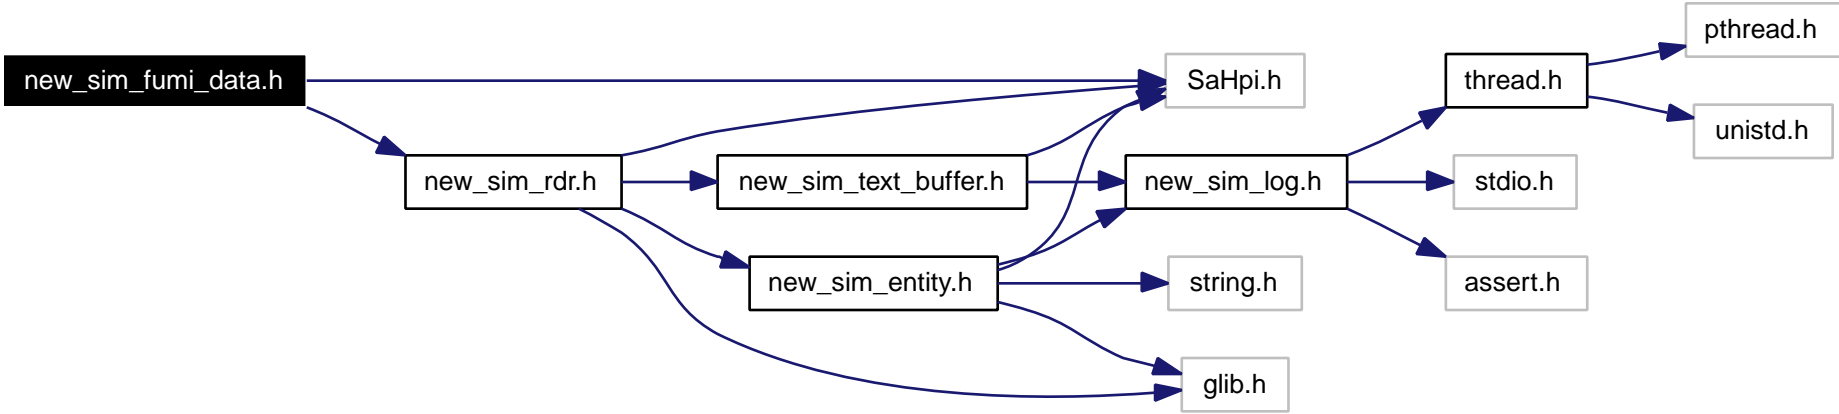 pthread.h
new_sim_fumi_data.h
SaHpi.h
thread.h
unistd.h
new_sim_rdr.h
new_sim_text_buffer.h
new_sim_log.h
stdio.h
new_sim_entity.h
string.h
assert.h
glib.h